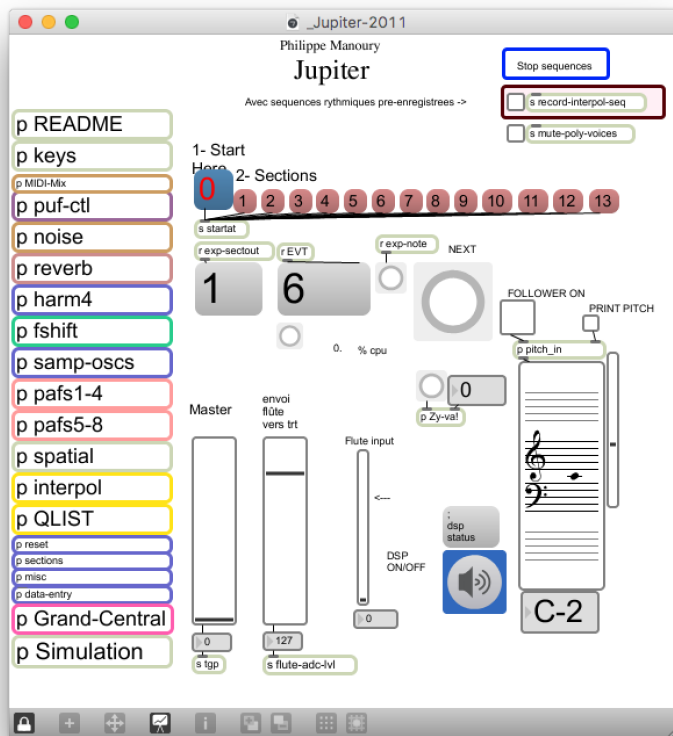 _Jupiter-2011
Philippe Manoury
Jupiter
Stop sequences
Avec sequences rythmiques pre-enregistrees ->
s record-interpol-seq
s mute-poly-voices
p README
p keys
p MIDI-Mix
p puf-ctl
p noise
p reverb
p harm4
p fshift
p samp-oscs
p pafs1-4
p pafs5-8
p spatial
p interpol
p QLIST
p reset
p sections
p misc
p data-entry
p Grand-Central
p Simulation
1- Start
Here
2- Sections
0
1 2 3 4 5 6 7 8 9 10 11 12 13
s startat
r exp-sectout
r EVT
r exp-note
NEXT
1
6
FOLLOWER ON
PRINT PITCH
0. % cpu
p pitch_in
0
p Zy-va!
Master
envoi
flûte
vers trt
Flute input
<---
;
dsp
status
DSP
ON/OFF
C-2
0
127
0
s tgp
s flute-adc-lvl